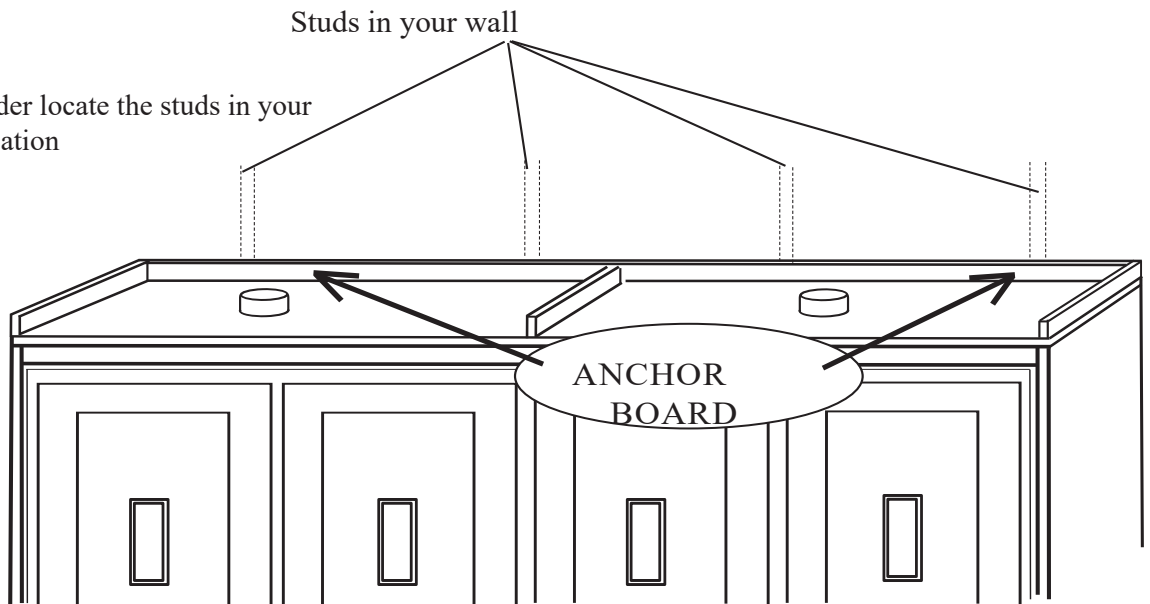 Studs in your wall
der locate the studs in your
ation
ANCHOR
BOARD